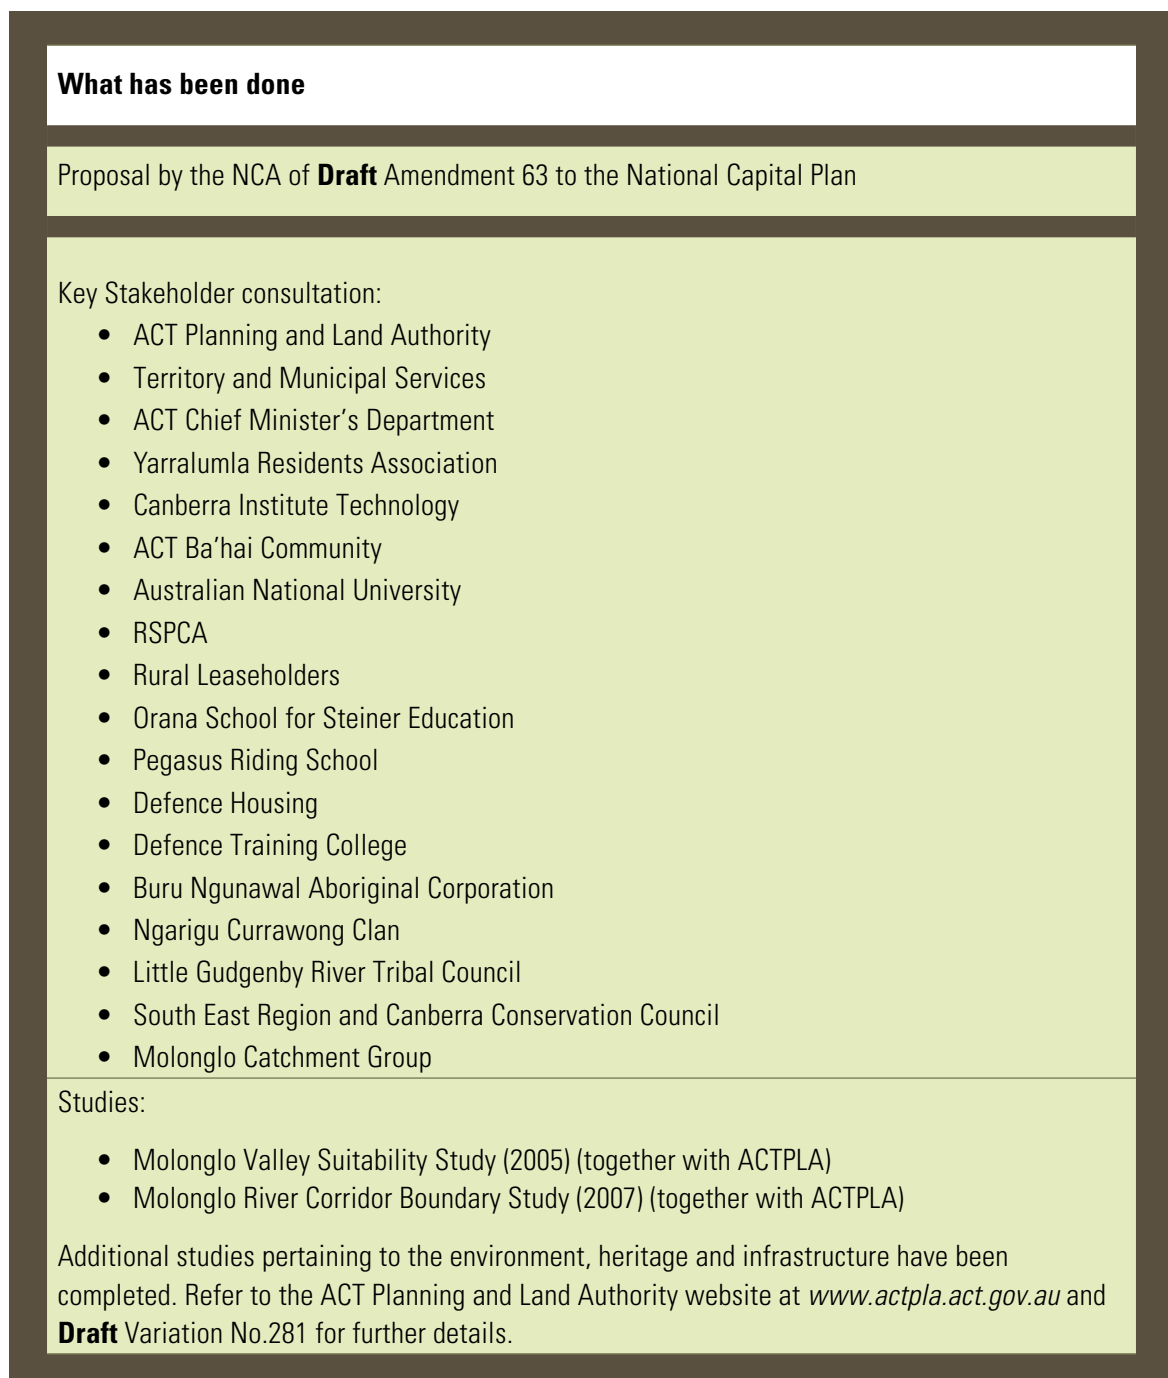 What has been done
Proposal by the NCA of Draft Amendment 63 to the National Capital Plan
Key Stakeholder consultation:
• ACT Planning and Land Authority
• Territory and Municipal Services
• ACT Chief Minister's Department
• Yarralumla Residents Association
• Canberra Institute Technology
• ACT Ba'hai Community
• Australian National University
• RSPCA
• Rural Leaseholders
• Orana School for Steiner Education
• Pegasus Riding School
• Defence Housing
• Defence Training College
• Buru Ngunawal Aboriginal Corporation
• Ngarigu Currawong Clan
• Little Gudgenby River Tribal Council
• South East Region and Canberra Conservation Council
• Molonglo Catchment Group
Studies:
• Molonglo Valley Suitability Study (2005) (together with ACTPLA)
• Molonglo River Corridor Boundary Study (2007) (together with ACTPLA)
Additional studies pertaining to the environment, heritage and infrastructure have been
completed. Refer to the ACT Planning and Land Authority website at www.actpla.act.gov.au and
Draft Variation No.281 for further details.